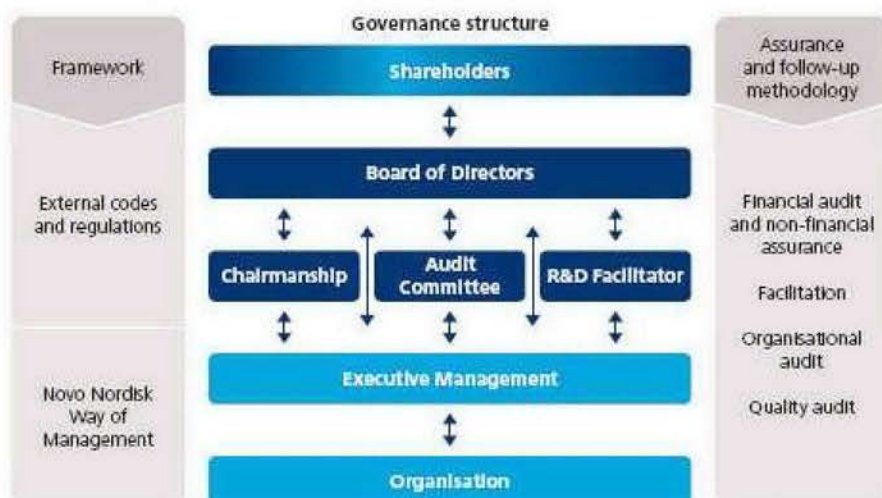 Governance structure
Framework
External codes
and regulations
Novo Nordisk
Way of
Management
Shareholders
Board of Directors
Chairmanship
Audit
Committee
R&D Facilitator
Executive Management
Organisation
Assurance
and follow-up
methodology
Financial audit
and non-financial
assurance
Facilitation
Organisational
audit
Quality audit